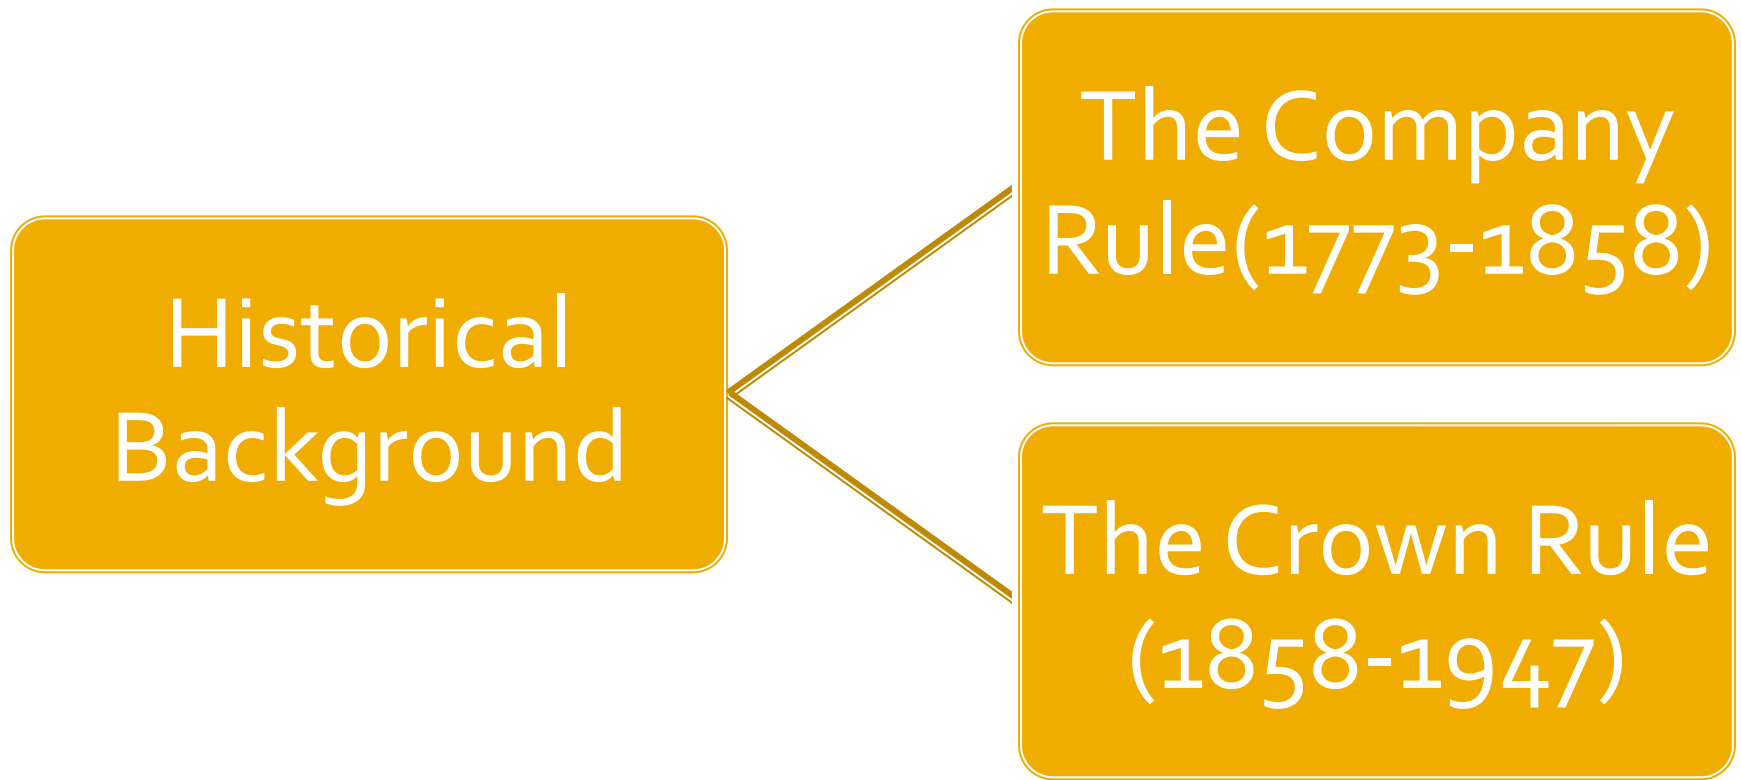 Historical
Background
The Company
Rule(1773-1858)
The Crown Rule
(1858-1947)